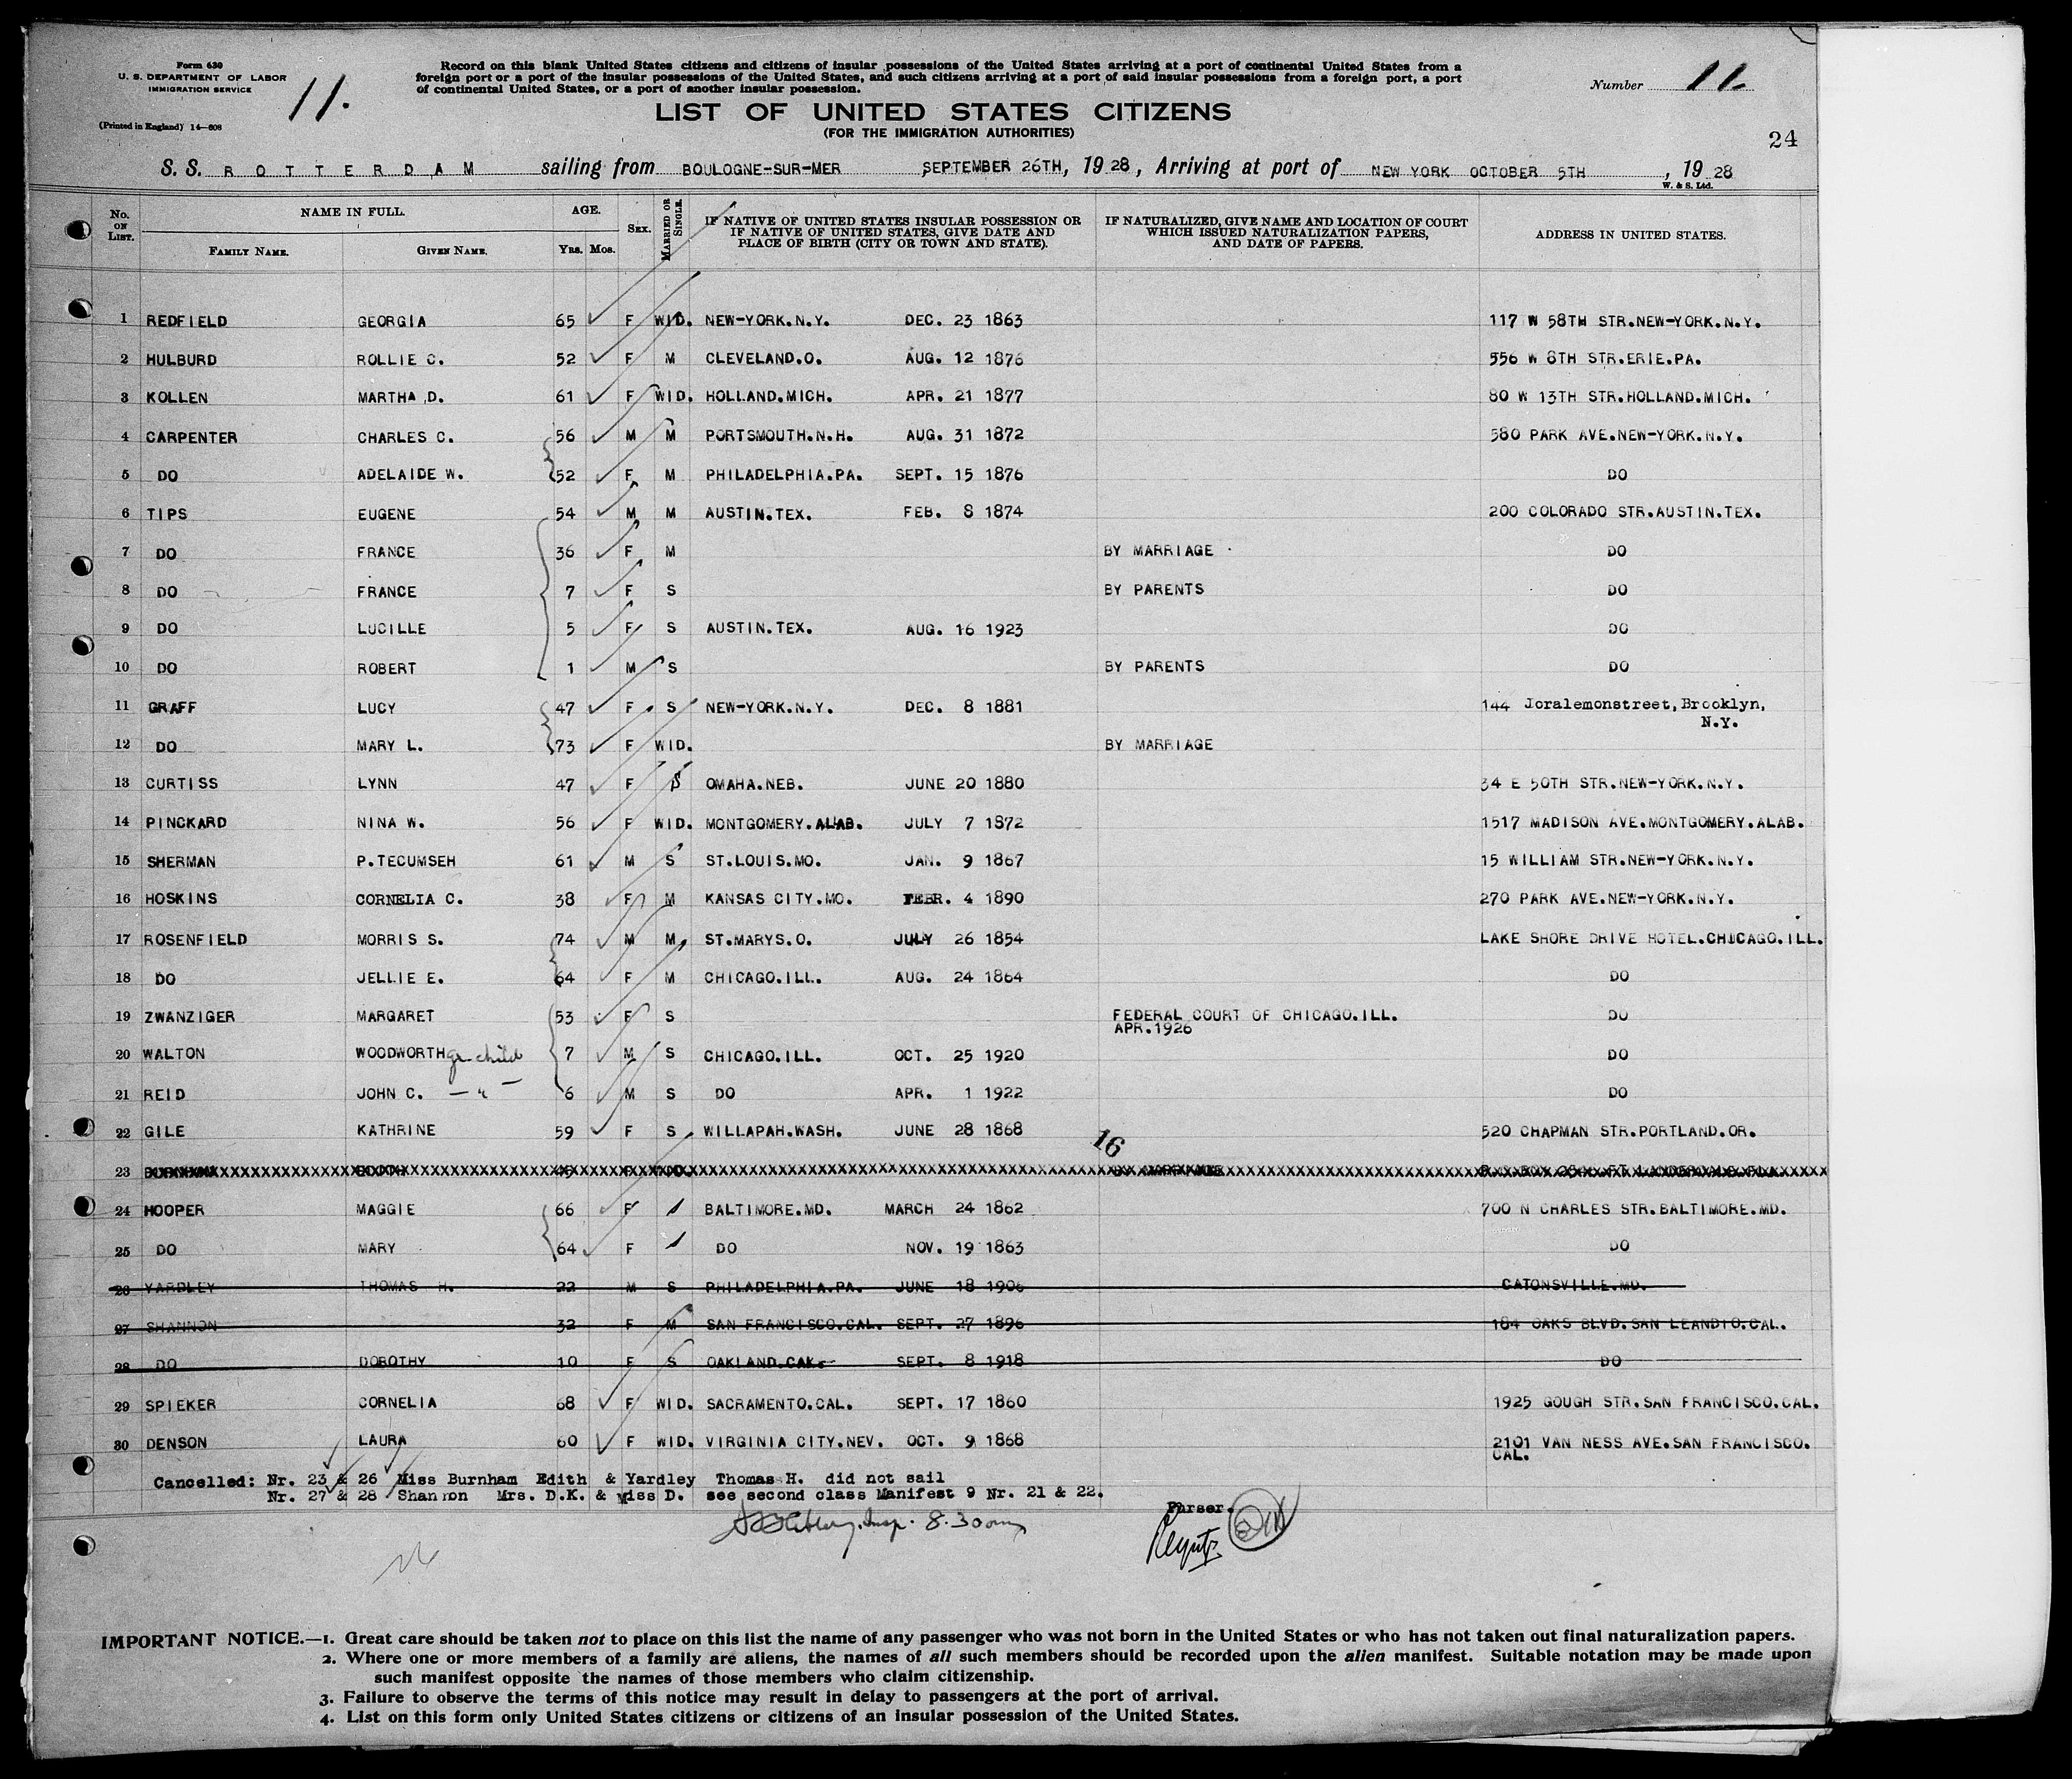 Form 630
U. S. DEPARTMENT OF LABOR
IMMIGRATION SERVICE
11.
(Printed in England) 14—808
Record on this blank United States citizens and citizens of insular possessions of the United States arriving at a port of continental United States from a
foreign port or a port of the insular possessions of the United States, and such citizens arriving at a port of said insular possessions from a foreign port, a port
of continental United States, or a port of another insular possession.
Number 11
LIST OF UNITED STATES CITIZENS
(FOR THE IMMIGRATION AUTHORITIES)
24
S. S. ROTTERDAM sailing from BOULOGNE-SUR-MER SEPTEMBER 26TH, 1928, Arriving at port of NEW YORK OCTOBER 5TH, 1928
W. & S. Ltd.
No. ON LIST. NAME IN FULL. FAMILY NAME. GIVEN NAME. AGE. YRS. MOS. SEX. MARRIED OR SINGLE. IF NATIVE OF UNITED STATES INSULAR POSSESSION OR IF NATIVE OF UNITED STATES, GIVE DATE AND PLACE OF BIRTH (CITY OR TOWN AND STATE). IF NATURALIZED, GIVE NAME AND LOCATION OF COURT WHICH ISSUED NATURALIZATION PAPERS, AND DATE OF PAPERS. ADDRESS IN UNITED STATES.
1 REDFIELD GEORGIA 65 F WID. NEW-YORK.N.Y. DEC. 23 1863 117 W 58TH STR.NEW-YORK.N.Y.
2 HULBURD ROLLIE C. 52 F M CLEVELAND.O. AUG. 12 1876 556 W 8TH STR.ERIE.PA.
3 KOLLEN MARTHA D. 61 F WID. HOLLAND.MICH. APR. 21 1877 80 W 13TH STR.HOLLAND.MICH.
4 CARPENTER CHARLES C. 56 M M PORTSMOUTH.N.H. AUG. 31 1872 580 PARK AVE.NEW-YORK.N.Y.
5 DO ADELAIDE W. 52 F M PHILADELPHIA.PA. SEPT. 15 1876 DO
6 TIPS EUGENE 54 M M AUSTIN.TEX. FEB. 8 1874 200 COLORADO STR.AUSTIN.TEX.
7 DO FRANCE 36 F M BY MARRIAGE DO
8 DO FRANCE 7 F S BY PARENTS DO
9 DO LUCILLE 5 F S AUSTIN.TEX. AUG. 16 1923 DO
10 DO ROBERT 1 M S BY PARENTS DO
11 GRAFF LUCY 47 F S NEW-YORK.N.Y. DEC. 8 1881 144 Joralemonstreet, Brooklyn,
N.Y.
12 DO MARY L. 73 F WID. BY MARRIAGE
13 CURTISS LYNN 47 F S OMAHA.NEB. JUNE 20 1880 34 E 50TH STR.NEW-YORK.N.Y.
14 PINCKARD NINA W. 56 F WID. MONTGOMERY.ALAB. JULY 7 1872 1517 MADISON AVE.MONTGOMERY.ALAB.
15 SHERMAN P.TECUMSEH 61 M S ST.LOUIS.MO. JAN. 9 1867 15 WILLIAM STR.NEW-YORK.N.Y.
16 HOSKINS CORNELIA C. 38 F M KANSAS CITY.MO. FEBR. 4 1890 270 PARK AVE.NEW-YORK.N.Y.
17 ROSENFIELD MORRIS S. 74 M M ST.MARYS.O. JULY 26 1854 LAKE SHORE DRIVE HOTEL.CHICAGO.ILL.
18 DO JELLIE E. 64 F M CHICAGO.ILL. AUG. 24 1864 DO
19 ZWANZIGER MARGARET 53 F S FEDERAL COURT OF CHICAGO.ILL. DO
APR.1926
20 WALTON WOODWORTH gr child 7 M S CHICAGO.ILL. OCT. 25 1920 DO
21 REID JOHN C. — " — 6 M S DO APR. 1 1922 DO
22 GILE KATHRINE 59 F S WILLAPAH.WASH. JUNE 28 1868 520 CHAPMAN STR.PORTLAND.OR.
16
23 BURNHAM EDITH 45 F WID. BY MARRIAGE
24 HOOPER MAGGIE 66 F BALTIMORE.MD. MARCH 24 1862 700 N CHARLES STR.BALTIMORE.MD.
25 DO MARY 64 F DO NOV. 19 1863 DO
26 YARDLEY THOMAS H. 22 M S PHILADELPHIA.PA. JUNE 18 1906 CATONSVILLE.MD.
27 SHANNON 32 F M SAN FRANCISCO.CAL. SEPT. 27 1896 184 OAKS BLVD.SAN LEANDTO.CAL.
28 DO DOROTHY 10 F S OAKLAND.CAL. SEPT. 8 1918 DO
29 SPIEKER CORNELIA 68 F WID. SACRAMENTO.CAL. SEPT. 17 1860 1925 GOUGH STR.SAN FRANCISCO.CAL.
30 DENSON LAURA 60 F WID. VIRGINIA CITY.NEV. OCT. 9 1868 2101 VAN NESS AVE.SAN FRANCISCO.
CAL.
Cancelled: Nr. 23 & 26 Miss Burnham Edith & Yardley Thomas H. did not sail
Nr. 27 & 28 Shannon Mrs. D.K. & Miss D. see second class Manifest 9 Nr. 21 & 22.
Insp. 8.30 am
Purser.
IMPORTANT NOTICE.—1. Great care should be taken not to place on this list the name of any passenger who was not born in the United States or who has not taken out final naturalization papers.
2. Where one or more members of a family are aliens, the names of all such members should be recorded upon the alien manifest. Suitable notation may be made upon
such manifest opposite the names of those members who claim citizenship.
3. Failure to observe the terms of this notice may result in delay to passengers at the port of arrival.
4. List on this form only United States citizens or citizens of an insular possession of the United States.